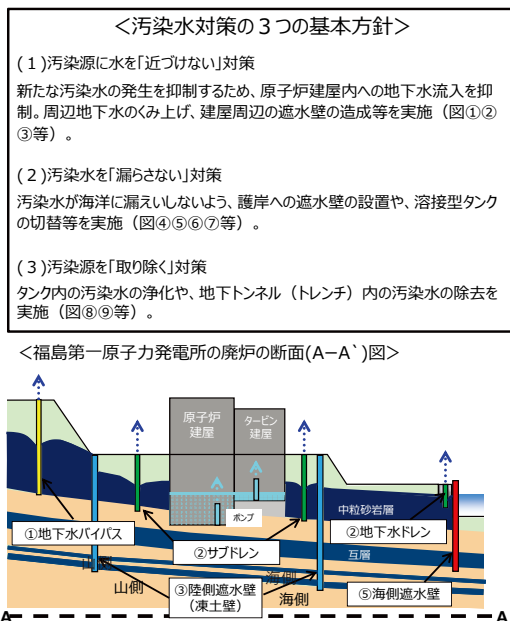 <汚染水対策の3つの基本方針>
(1)汚染源に水を「近づけない」対策
新たな汚染水の発生を抑制するため、原子炉建屋内への地下水流入を抑
制。周辺地下水のくみ上げ、建屋周辺の遮水壁の造成等を実施（図①②
③等）。
(2)汚染水を「漏らさない」対策
汚染水が海洋に漏えいしないよう、護岸への遮水壁の設置や、溶接型タンク
の切替等を実施（図④⑤⑥⑦等）。
(3)汚染源を「取り除く」対策
タンク内の汚染水の浄化や、地下トンネル（トレンチ）内の汚染水の除去を
実施（図⑧⑨等）。
<福島第一原子力発電所の廃炉の断面(A−A`)図>
原子炉
建屋
タービン
建屋
ポンプ
中粒砂岩層
①地下水バイパス
②サブドレン
②地下水ドレン
互層
山側
海側
山側
③陸側遮水壁
（凍土壁）
海側
⑤海側遮水壁
A
A